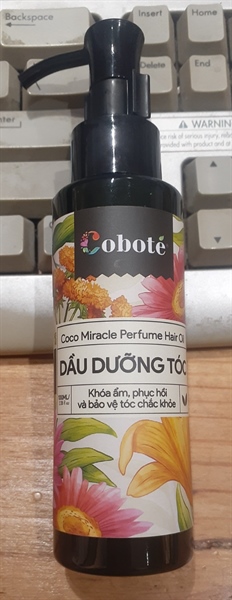 Backspace
Insert
Home
Delete
End
Enter
WARNING
Coboté
Coco Miracle Perfume Hair Oil
DẦU DƯỠNG TÓC
Khóa ẩm, phục hồi
và bảo vệ tóc chắc khỏe